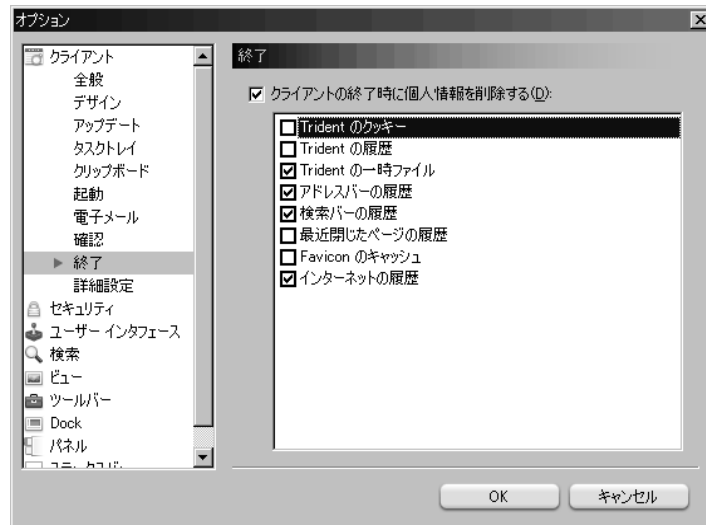 オプション
クライアント
全般
デザイン
アップデート
タスクトレイ
クリップボード
起動
電子メール
確認
終了
詳細設定
セキュリティ
ユーザー インタフェース
検索
ビュー
ツールバー
Dock
パネル
終了
クライアントの終了時に個人情報を削除する(D):
Trident のクッキー
Trident の履歴
Trident の一時ファイル
アドレスバーの履歴
検索バーの履歴
最近閉じたページの履歴
Favicon のキャッシュ
インターネットの履歴
OK
キャンセル